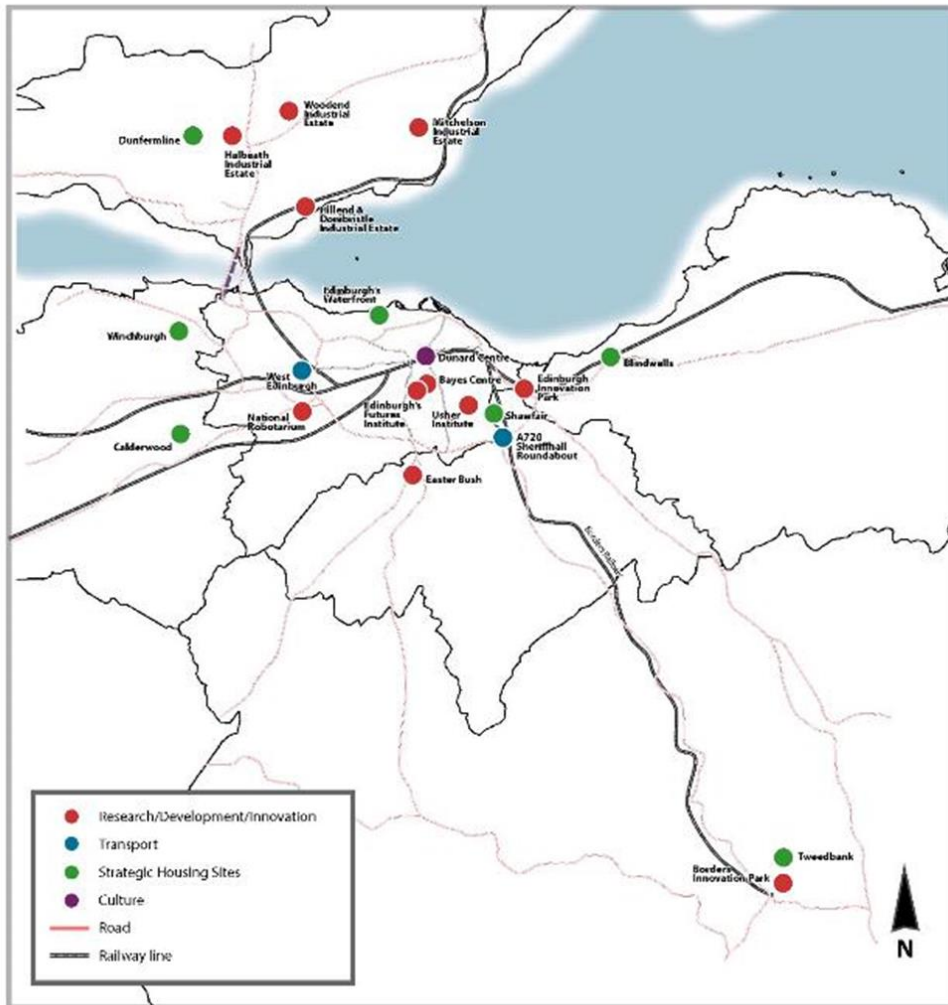 Woodend
Industrial
Estate
Mitchelson
Industrial
Estate
Dunfermline
Halbeath
Industrial
Estate
Hillend &
Donibristle
Industrial Estate
Edinburgh's
Waterfront
Winchburgh
Dunard Centre
Blindwells
West
Edinburgh
Bayes Centre
Edinburgh
Innovation
Park
Edinburgh's
Futures
Institute
Usher
Institute
Shawfair
National
Robotarium
Calderwood
A720
Sheriffhall
Roundabout
Easter Bush
Borders Railway
Tweedbank
Borders
Innovation Park
Research/Development/Innovation
Transport
Strategic Housing Sites
Culture
Road
Railway line
N